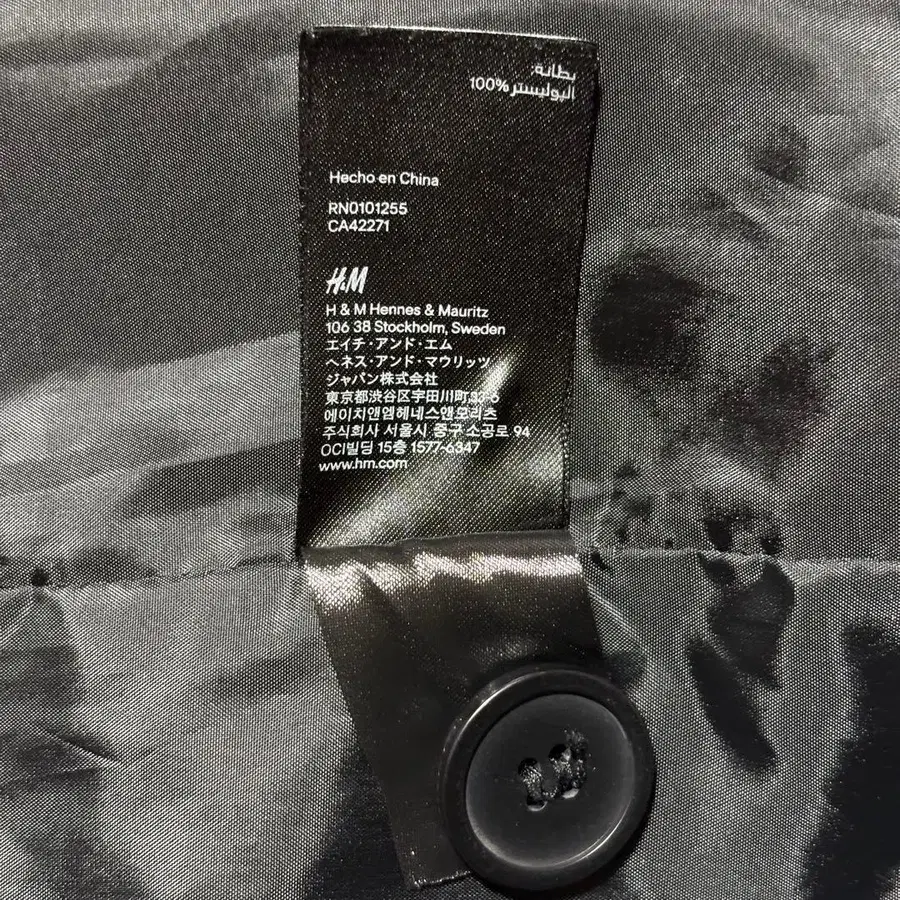 بطانة:
البوليستر 100%
Hecho en China
RN0101255
CA42271
H&M
H & M Hennes & Mauritz
106 38 Stockholm, Sweden
エイチ・アンド・エム
ヘネス・アンド・マウリッツ
ジャパン株式会社
東京都渋谷区宇田川町 33-6
에이치앤엠헤네스앤모리츠
주식회사 서울시 중구 소공로 94
OCI빌딩 15층 1577-6347
www.hm.com